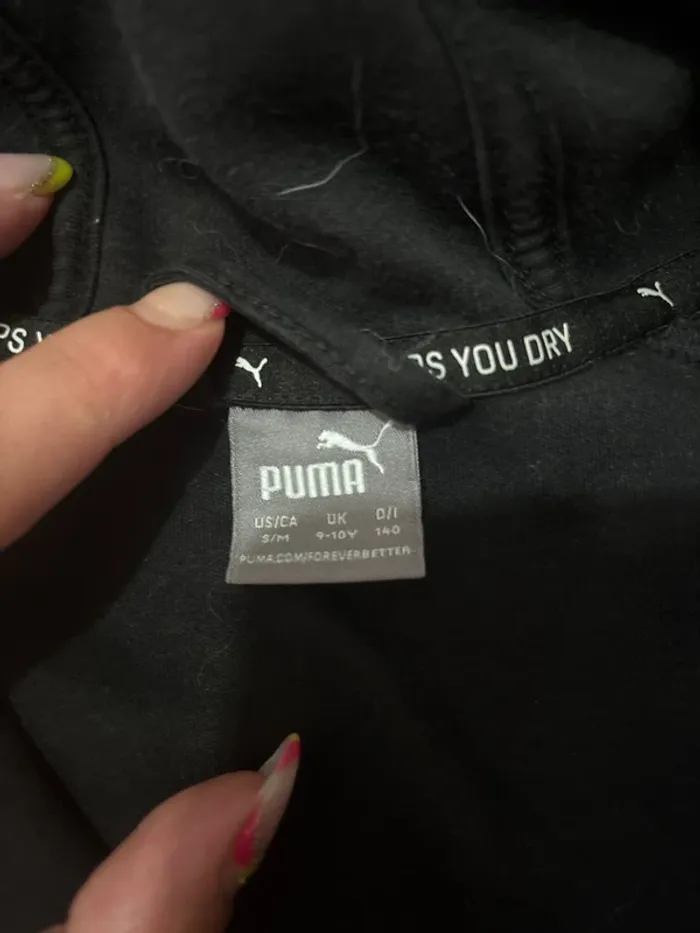 PS YOU DRY
PUMA
US/CA UK D/I
S/M 9-10Y 140
PUMA.COM/FOREVERBETTER